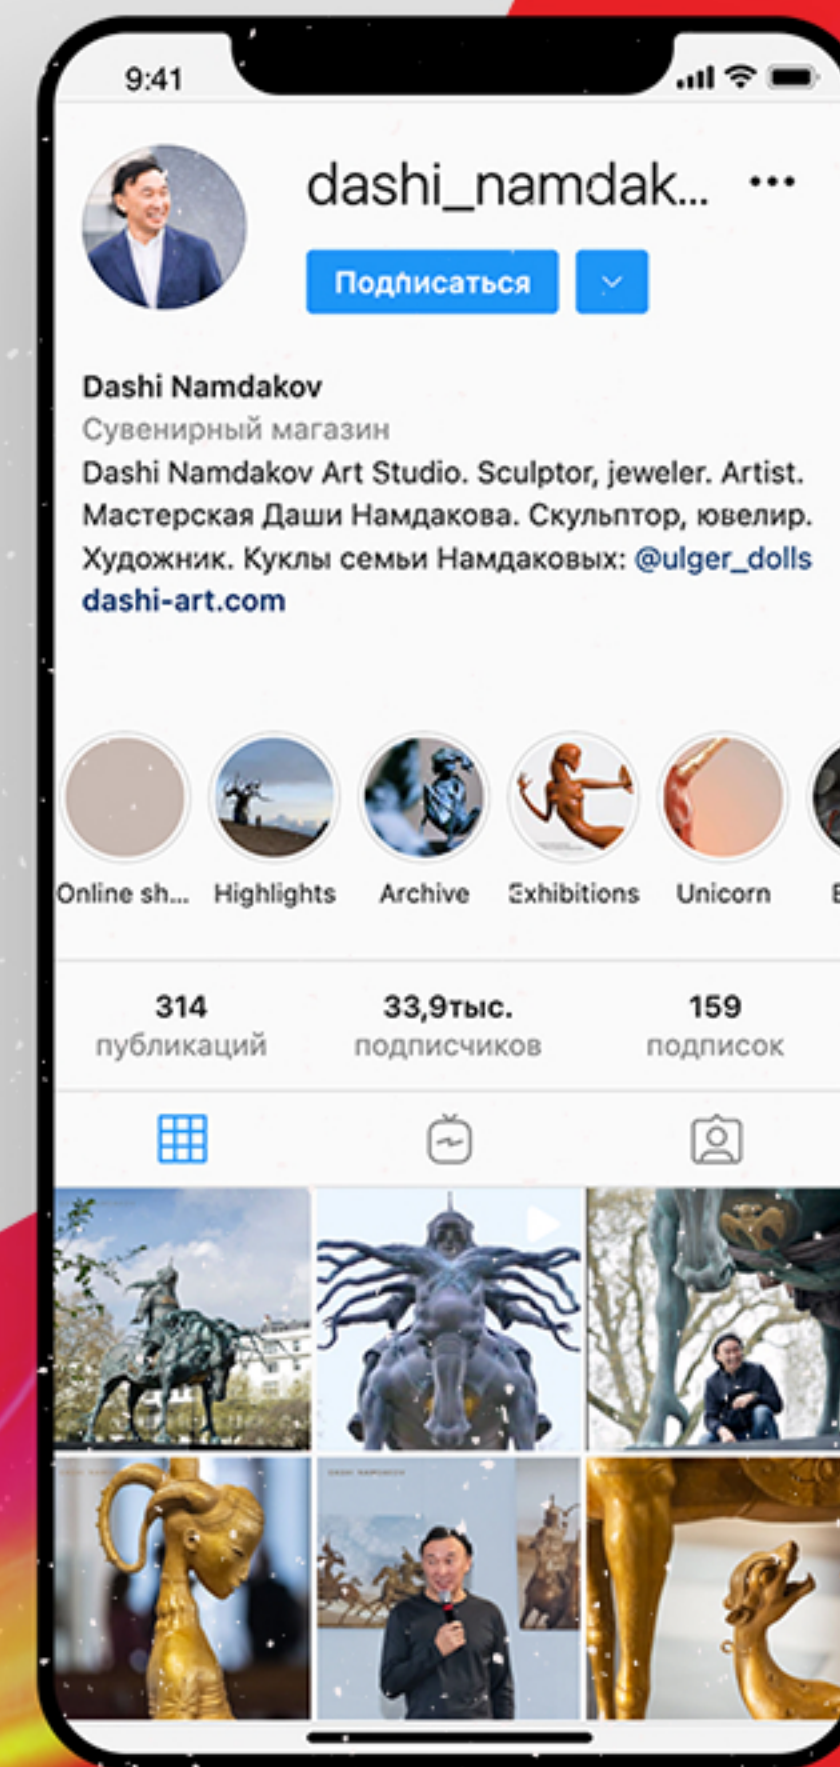 9:41
dashi_namdak...
Подписаться
Dashi Namdakov
Сувенирный магазин
Dashi Namdakov Art Studio. Sculptor, jeweler. Artist.
Мастерская Даши Намдакова. Скульптор, ювелир.
Художник. Куклы семьи Намдаковых: @ulger_dolls
dashi-art.com
Online sh... Highlights Archive Exhibitions Unicorn
314 33,9тыс. 159
публикаций подписчиков подписок
DASHI NAMDAKOV